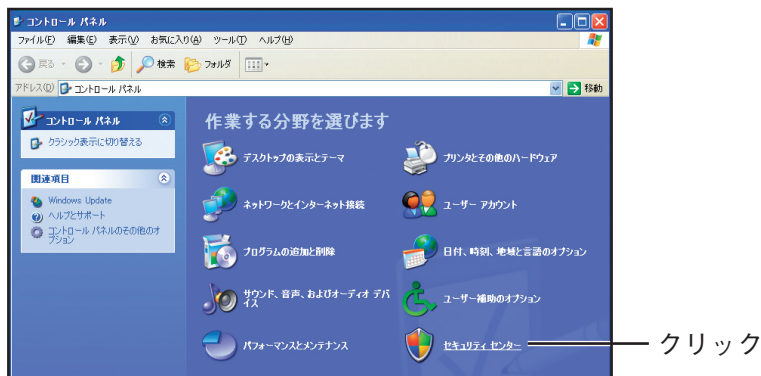 コントロール パネル
ファイル(F) 編集(E) 表示(V) お気に入り(A) ツール(T) ヘルプ(H)
戻る 検索 フォルダ
アドレス(D) コントロール パネル 移動
コントロール パネル
クラシック表示に切り替える
関連項目
Windows Update
ヘルプとサポート
コントロール パネルのその他のオ
プション
作業する分野を選びます
デスクトップの表示とテーマ
プリンタとその他のハードウェア
ネットワークとインターネット接続
ユーザー アカウント
プログラムの追加と削除
日付、時刻、地域と言語のオプション
サウンド、音声、およびオーディオ デバ
イス
ユーザー補助のオプション
パフォーマンスとメンテナンス
セキュリティ センター
クリック